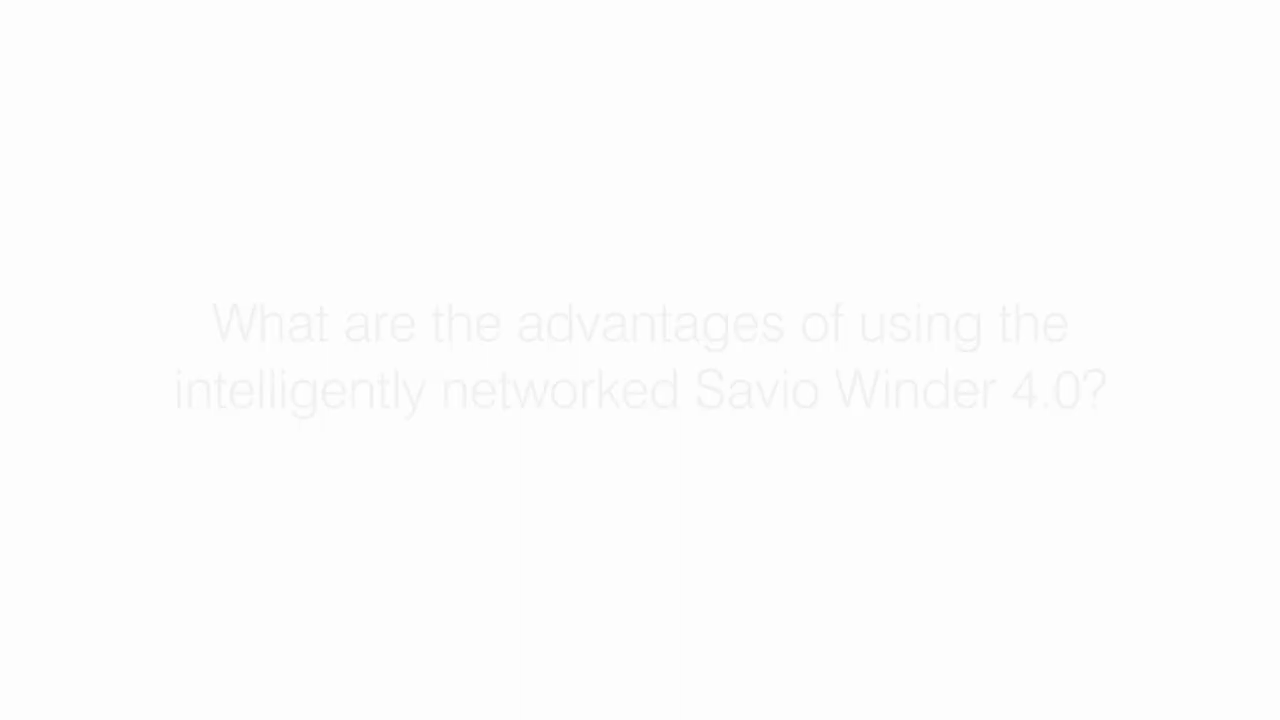 What are the advantages of using the
intelligently networked Savio Winder 4.0?